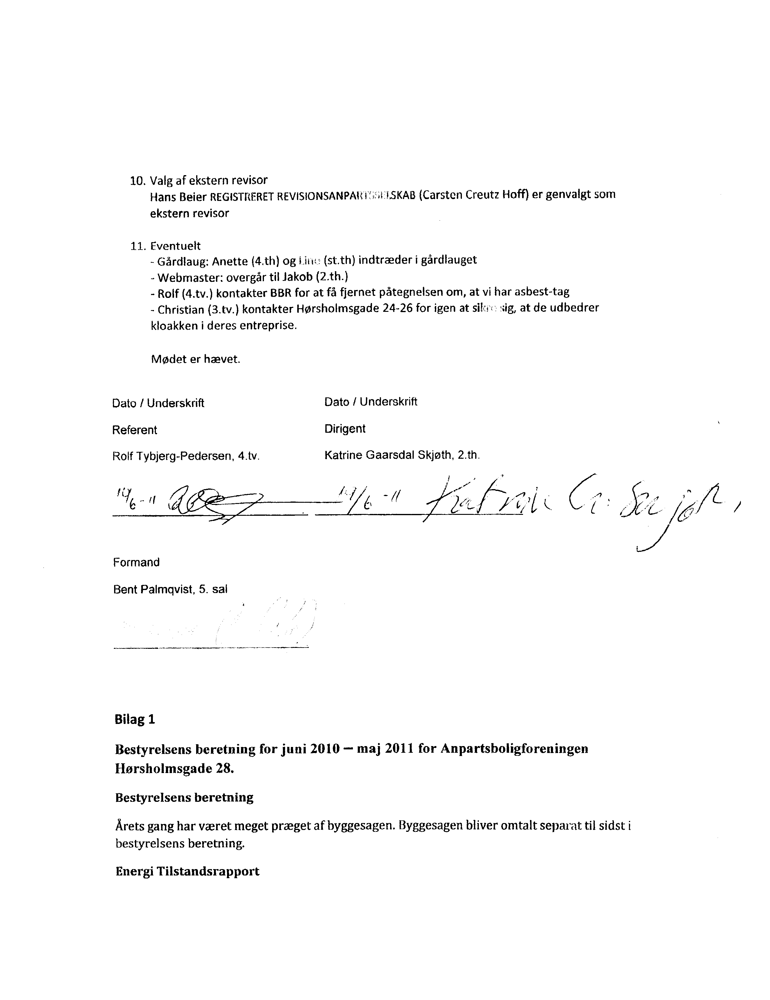 10. Valg af ekstern revisor
Hans Beier REGISTRERET REVISIONSANPARTSSELSKAB (Carsten Creutz Hoff) er genvalgt som
ekstern revisor
11. Eventuelt
- Gårdlaug: Anette (4.th) og Line (st.th) indtræder i gårdlauget
- Webmaster: overgår til Jakob (2.th.)
- Rolf (4.tv.) kontakter BBR for at få fjernet påtegnelsen om, at vi har asbest-tag
- Christian (3.tv.) kontakter Hørsholmsgade 24-26 for igen at sikre sig, at de udbedrer
kloakken i deres entreprise.
Mødet er hævet.
Dato / Underskrift Dato / Underskrift
Referent Dirigent
Rolf Tybjerg-Pedersen, 4.tv. Katrine Gaarsdal Skjøth, 2.th.
14/6-11 14/6-11 Katrine G. Skjøth
Formand
Bent Palmqvist, 5. sal
Bilag 1
Bestyrelsens beretning for juni 2010 – maj 2011 for Anpartsboligforeningen
Hørsholmsgade 28.
Bestyrelsens beretning
Årets gang har været meget præget af byggesagen. Byggesagen bliver omtalt separat til sidst i
bestyrelsens beretning.
Energi Tilstandsrapport